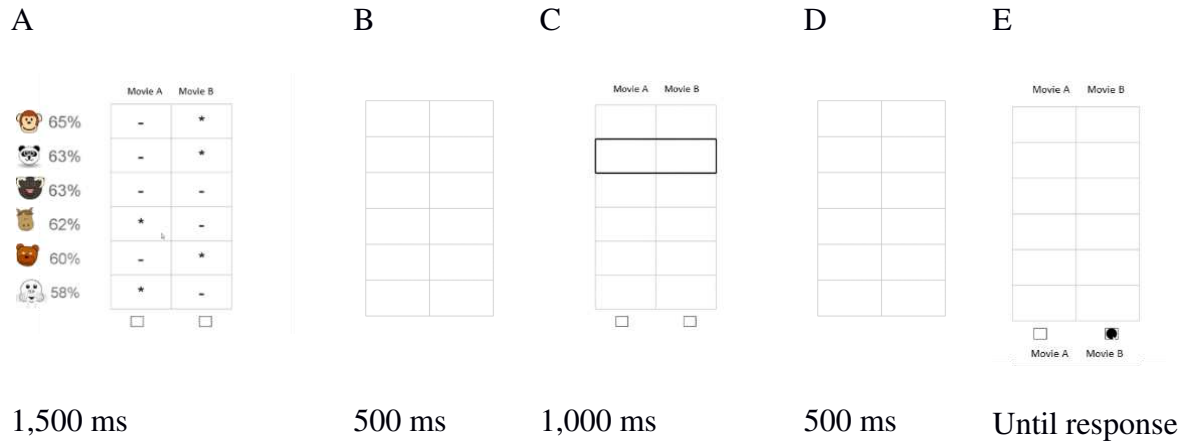 A B C D E
Movie A Movie B
65% - *
63% - *
63% - -
62% * -
60% - *
58% * -
Movie A Movie B
Movie A Movie B
Movie A Movie B
1,500 ms 500 ms 1,000 ms 500 ms Until response